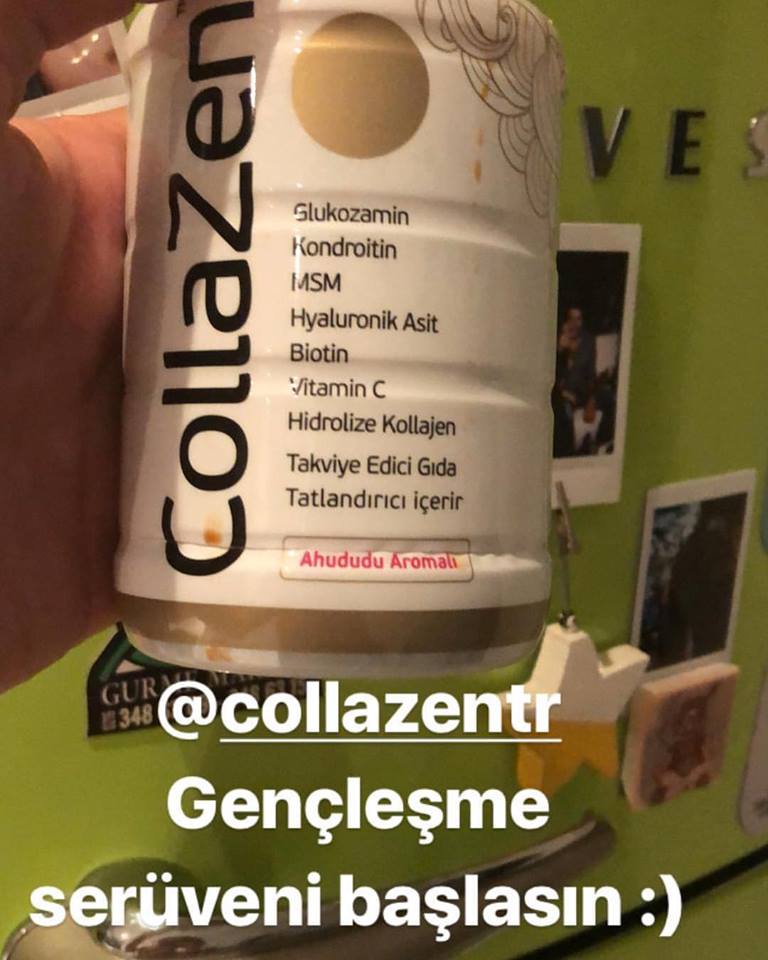 CollaZen
Glukozamin
Kondroitin
MSM
Hyaluronik Asit
Biotin
Vitamin C
Hidrolize Kollajen
Takviye Edici Gıda
Tatlandırıcı içerir
Ahududu Aromalı
VES
348
@collazentr
Gençleşme
serüveni başlasın :)